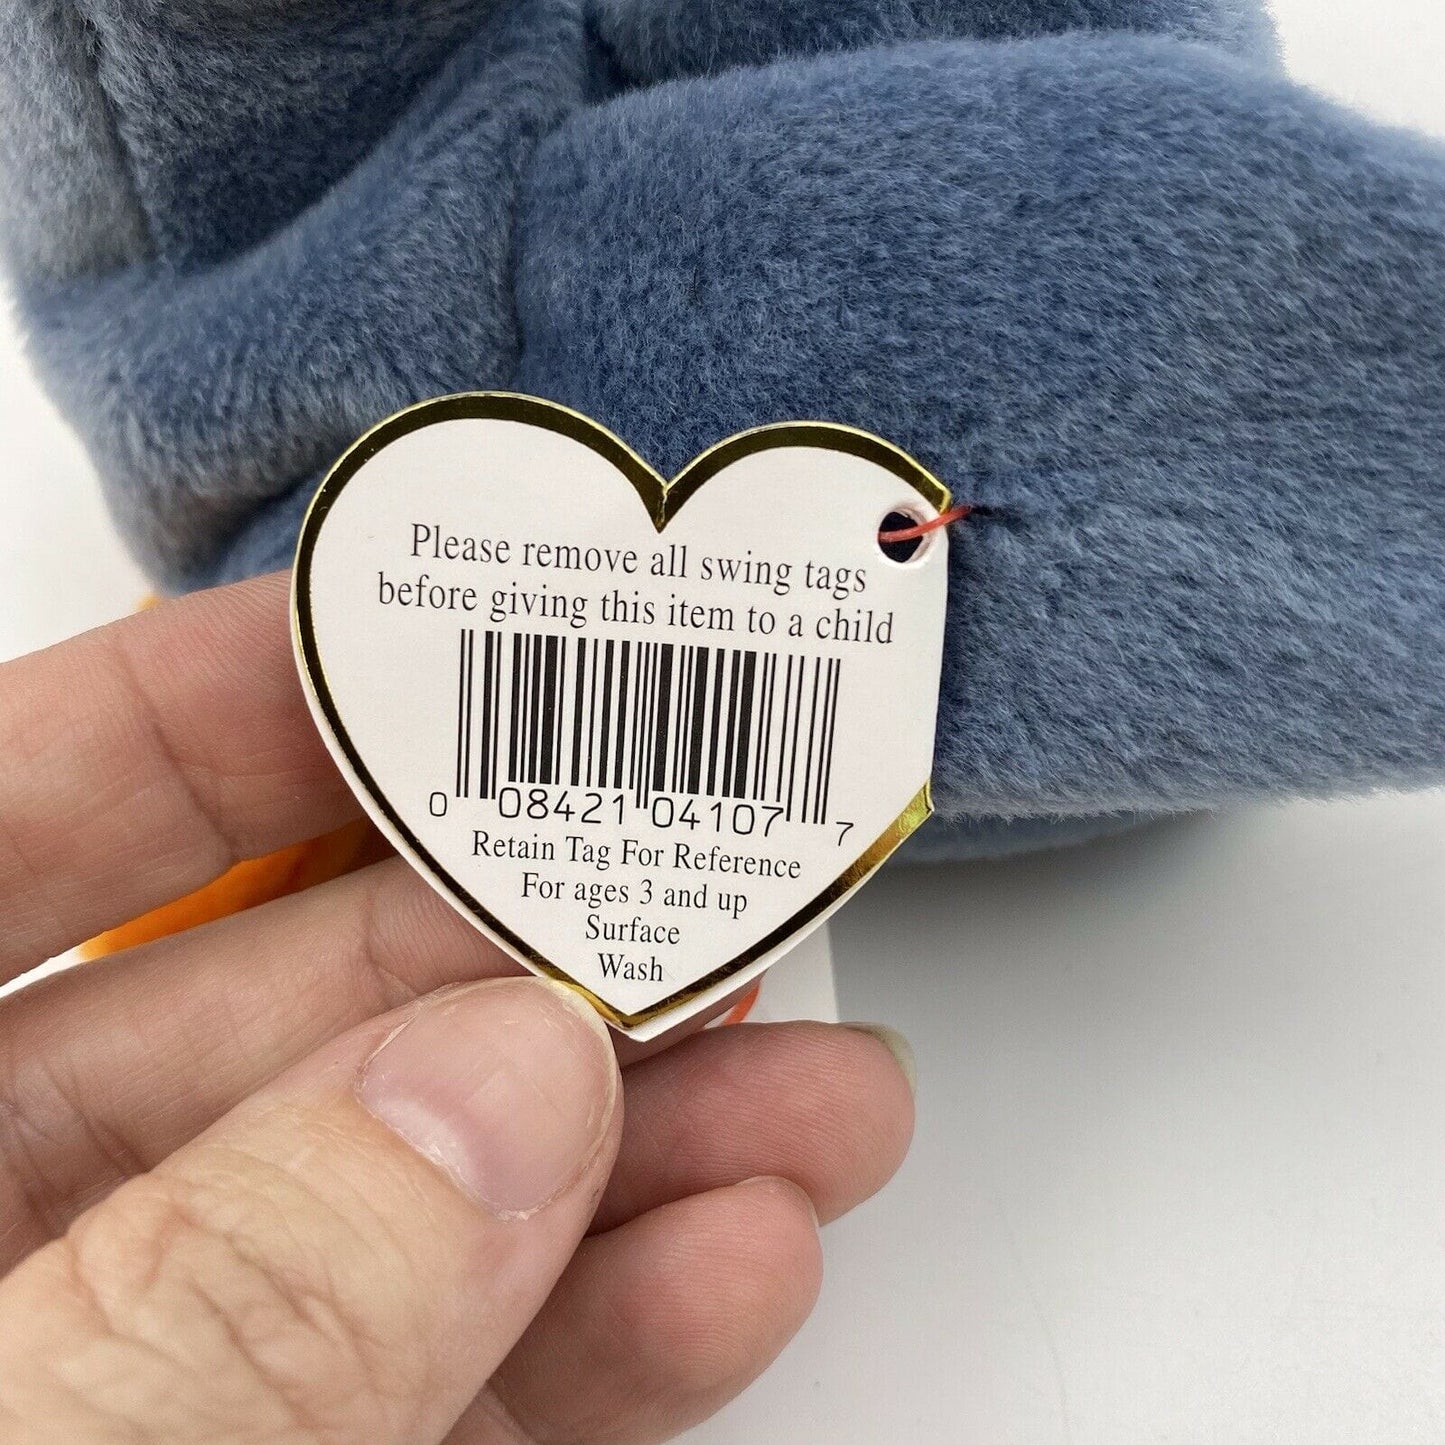 Please remove all swing tags
before giving this item to a child
0 08421 04107 7
Retain Tag For Reference
For ages 3 and up
Surface
Wash